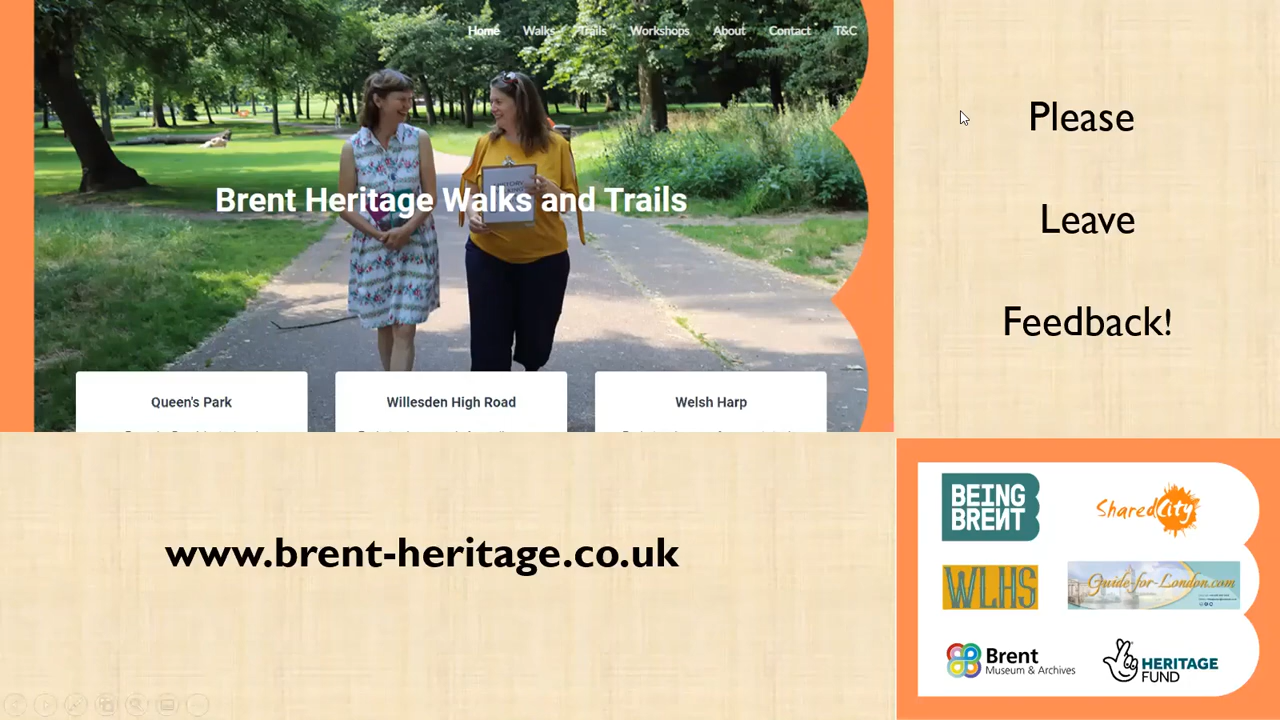 Home Walks Trails Workshops About Contact T&C
Brent Heritage Walks and Trails
Queen's Park
Willesden High Road
Welsh Harp
Please
Leave
Feedback!
www.brent-heritage.co.uk
BEING
BRENT
SharedCity
WLHS
Guide-for-London.com
Brent
Museum & Archives
HERITAGE
FUND